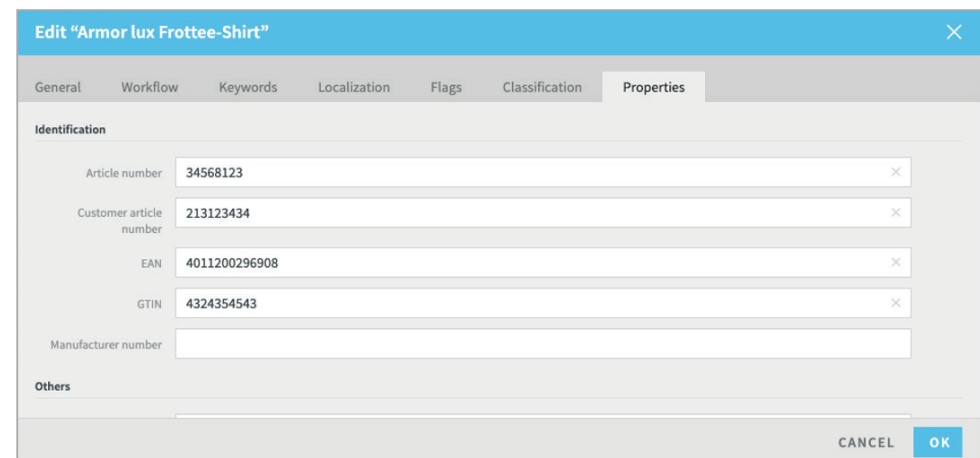 Edit “Armor lux Frottee-Shirt”
General Workflow Keywords Localization Flags Classification Properties
Identification
Article number 34568123
Customer article number 213123434
EAN 4011200296908
GTIN 4324354543
Manufacturer number
Others
CANCEL OK